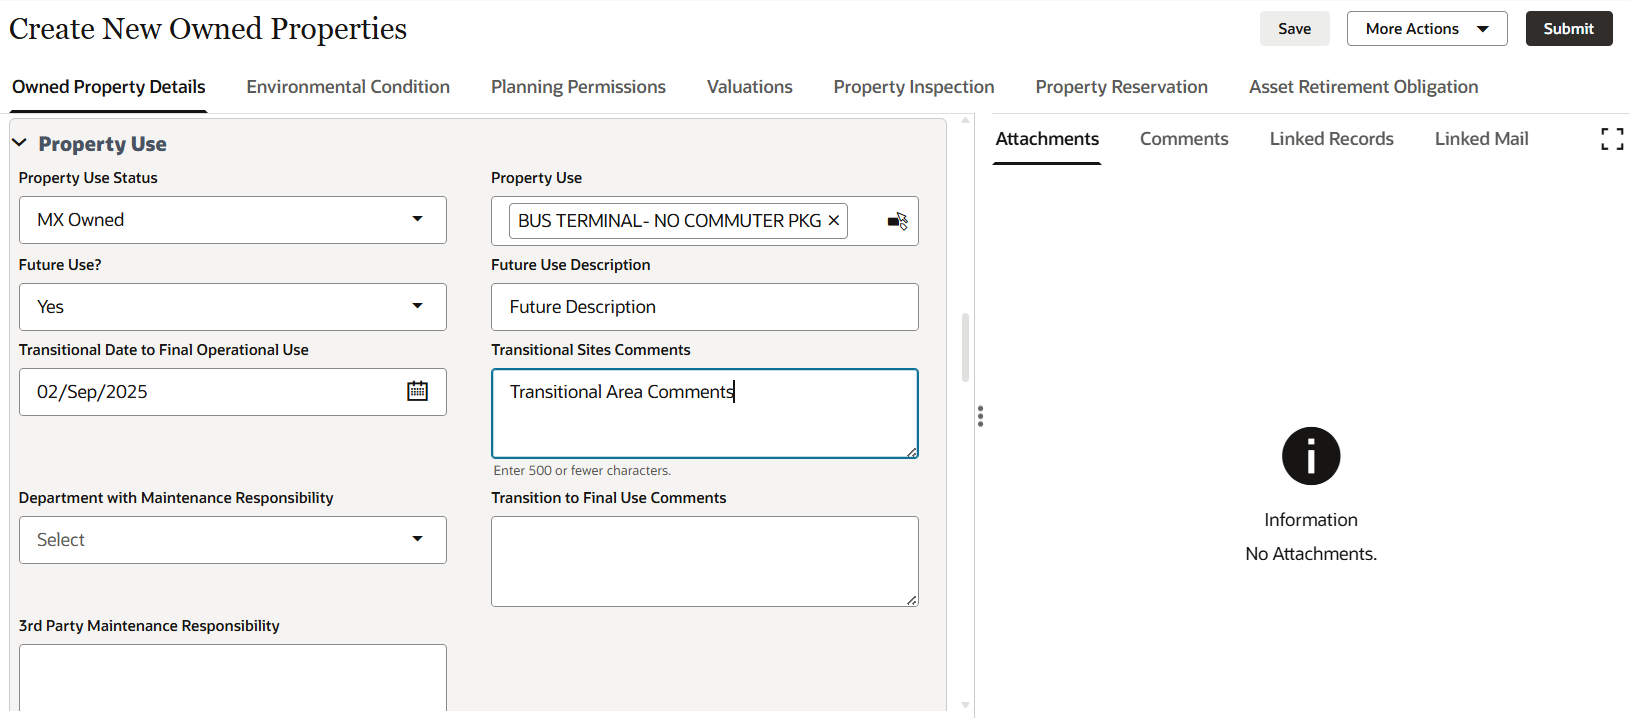 Create New Owned Properties
Save
More Actions
Submit
Owned Property Details
Environmental Condition
Planning Permissions
Valuations
Property Inspection
Property Reservation
Asset Retirement Obligation
Property Use
Property Use Status
MX Owned
Property Use
BUS TERMINAL- NO COMMUTER PKG ×
Future Use?
Yes
Future Use Description
Future Description
Transitional Date to Final Operational Use
02/Sep/2025
Transitional Sites Comments
Transitional Area Comments
Enter 500 or fewer characters.
Department with Maintenance Responsibility
Select
Transition to Final Use Comments
3rd Party Maintenance Responsibility
Attachments
Comments
Linked Records
Linked Mail
Information
No Attachments.